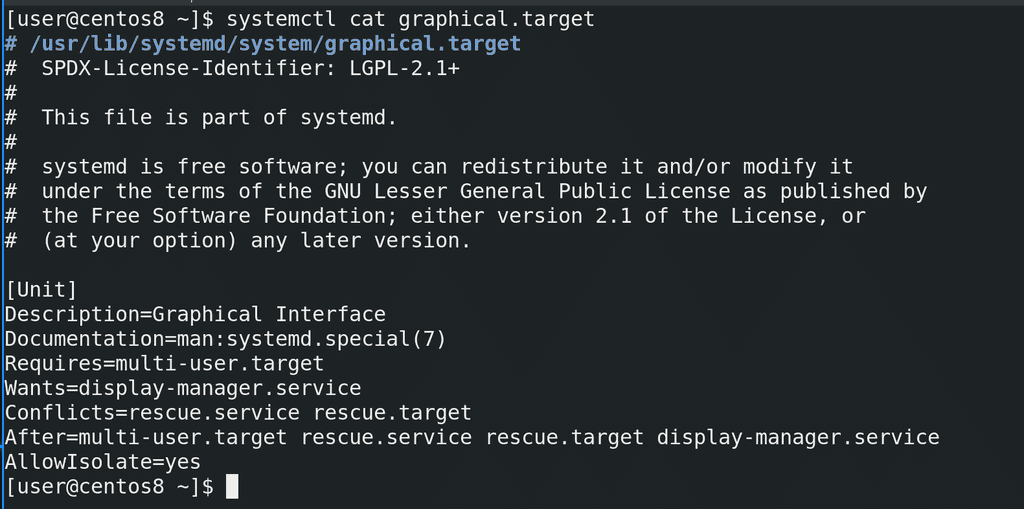 [user@centos8 ~]$ systemctl cat graphical.target
# /usr/lib/systemd/system/graphical.target
#  SPDX-License-Identifier: LGPL-2.1+
#
#  This file is part of systemd.
#
#  systemd is free software; you can redistribute it and/or modify it
#  under the terms of the GNU Lesser General Public License as published by
#  the Free Software Foundation; either version 2.1 of the License, or
#  (at your option) any later version.

[Unit]
Description=Graphical Interface
Documentation=man:systemd.special(7)
Requires=multi-user.target
Wants=display-manager.service
Conflicts=rescue.service rescue.target
After=multi-user.target rescue.service rescue.target display-manager.service
AllowIsolate=yes
[user@centos8 ~]$